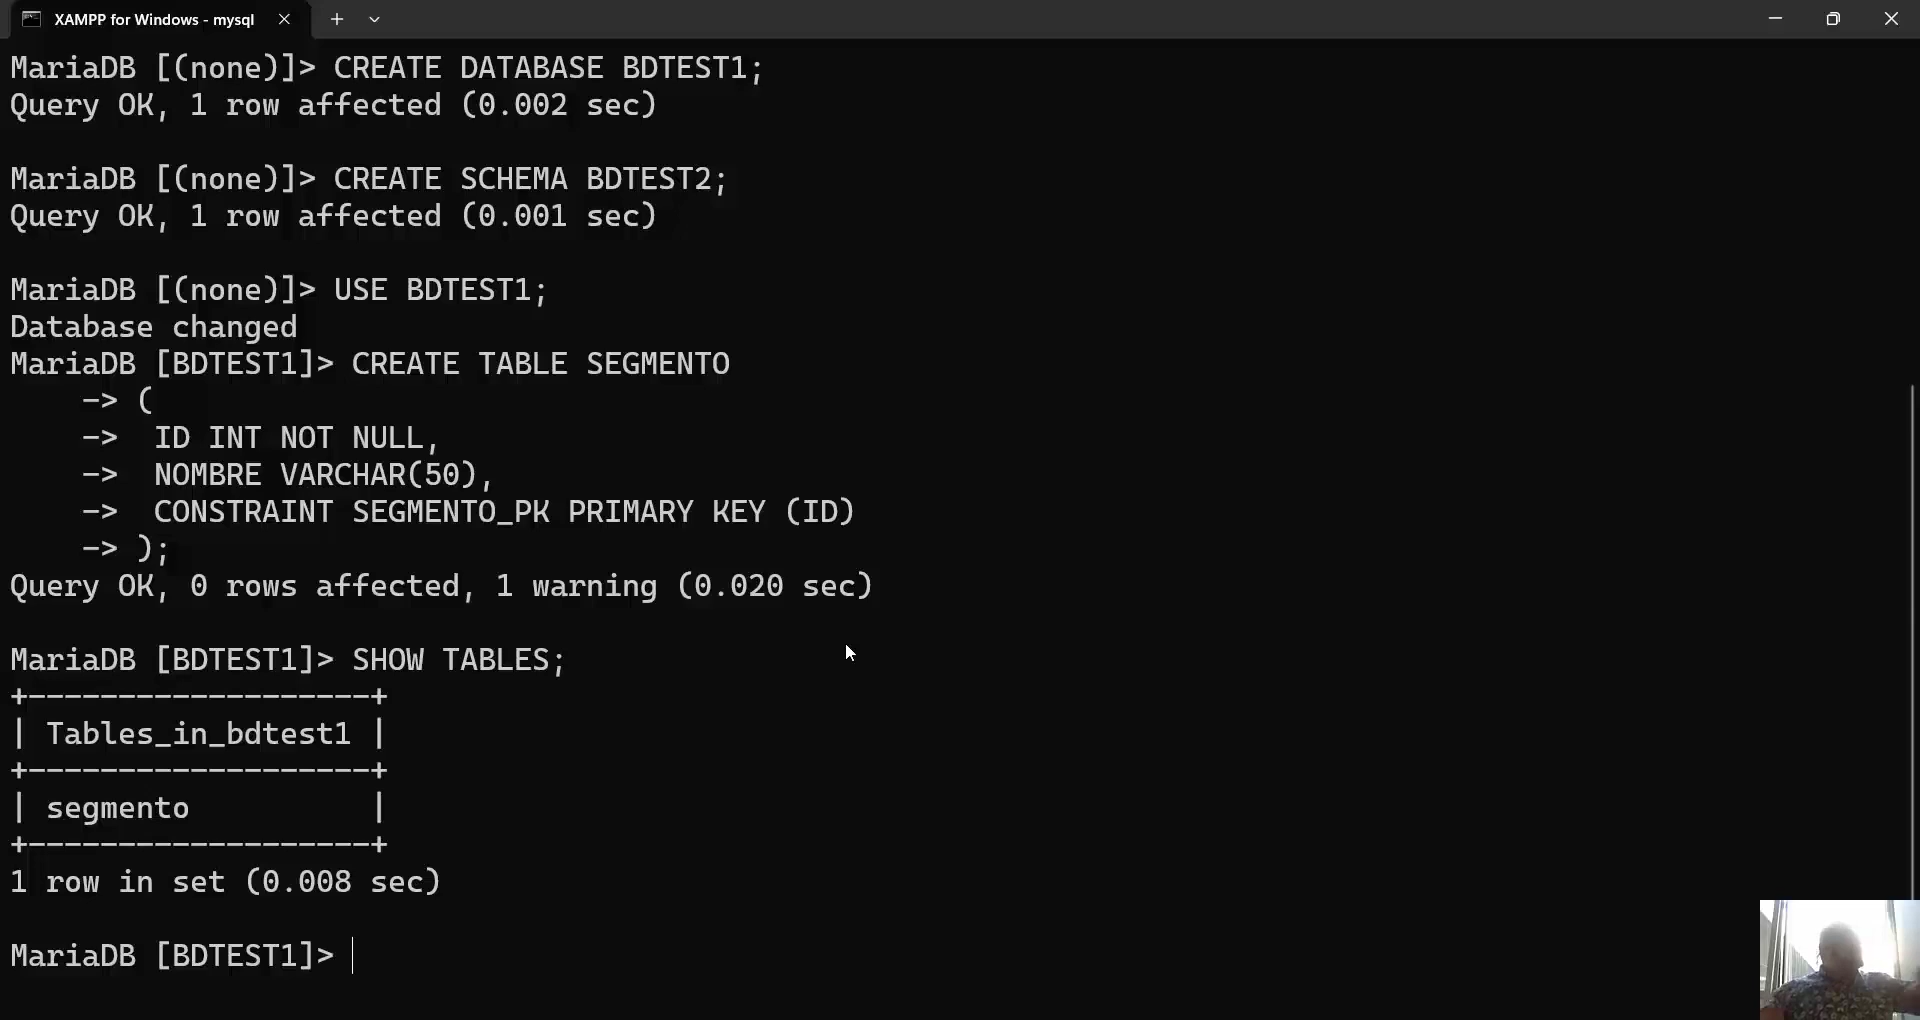 XAMPP for Windows - mysql
MariaDB [(none)]> CREATE DATABASE BDTEST1;
Query OK, 1 row affected (0.002 sec)
MariaDB [(none)]> CREATE SCHEMA BDTEST2;
Query OK, 1 row affected (0.001 sec)
MariaDB [(none)]> USE BDTEST1;
Database changed
MariaDB [BDTEST1]> CREATE TABLE SEGMENTO
    -> (
    ->  ID INT NOT NULL,
    ->  NOMBRE VARCHAR(50),
    ->  CONSTRAINT SEGMENTO_PK PRIMARY KEY (ID)
    -> );
Query OK, 0 rows affected, 1 warning (0.020 sec)
MariaDB [BDTEST1]> SHOW TABLES;
+-------------------+
| Tables_in_bdtest1 |
+-------------------+
| segmento          |
+-------------------+
1 row in set (0.008 sec)
MariaDB [BDTEST1]>